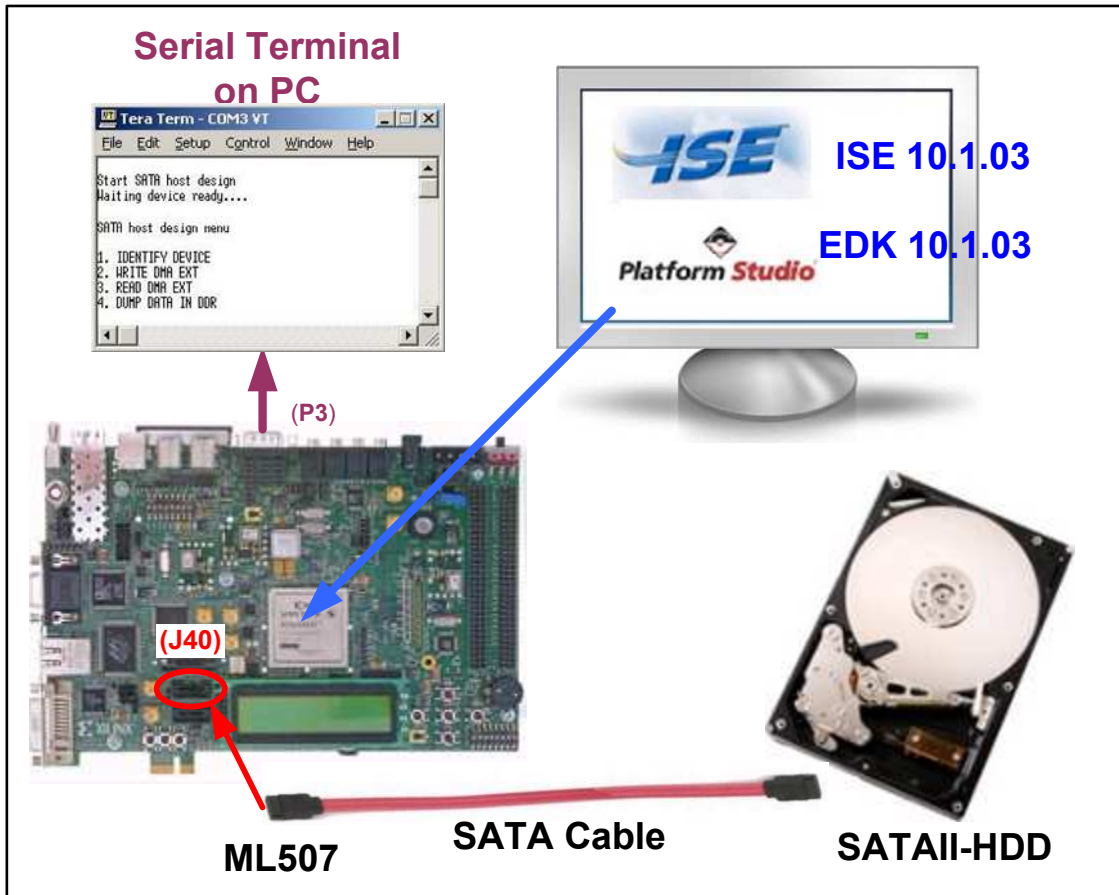 Serial Terminal
on PC
Tera Term - COM3 VT
File Edit Setup Control Window Help
Start SATA host design
Waiting device ready....
SATA host design menu
1. IDENTIFY DEVICE
2. WRITE DMA EXT
3. READ DMA EXT
4. DUMP DATA IN DDR
ISE
ISE 10.1.03
Platform Studio
EDK 10.1.03
(P3)
(J40)
XILINX
ML507
SATA Cable
SATAII-HDD